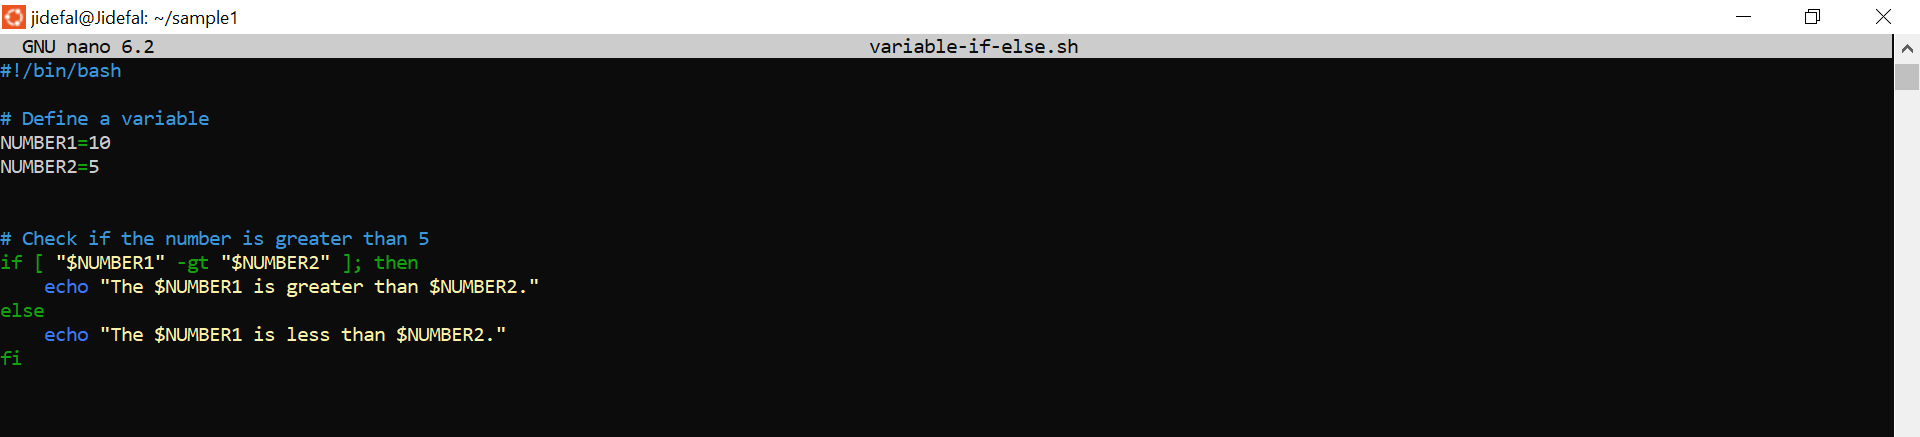 jidefal@Jidefal: ~/sample1
GNU nano 6.2 variable-if-else.sh
#!/bin/bash
# Define a variable
NUMBER1=10
NUMBER2=5
# Check if the number is greater than 5
if [ "$NUMBER1" -gt "$NUMBER2" ]; then
    echo "The $NUMBER1 is greater than $NUMBER2."
else
    echo "The $NUMBER1 is less than $NUMBER2."
fi